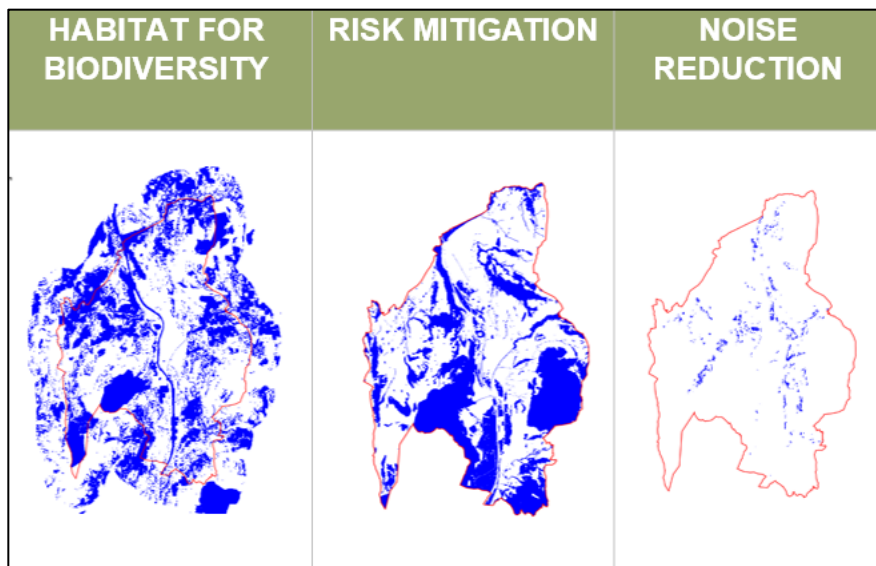 HABITAT FOR
BIODIVERSITY
RISK MITIGATION
NOISE
REDUCTION